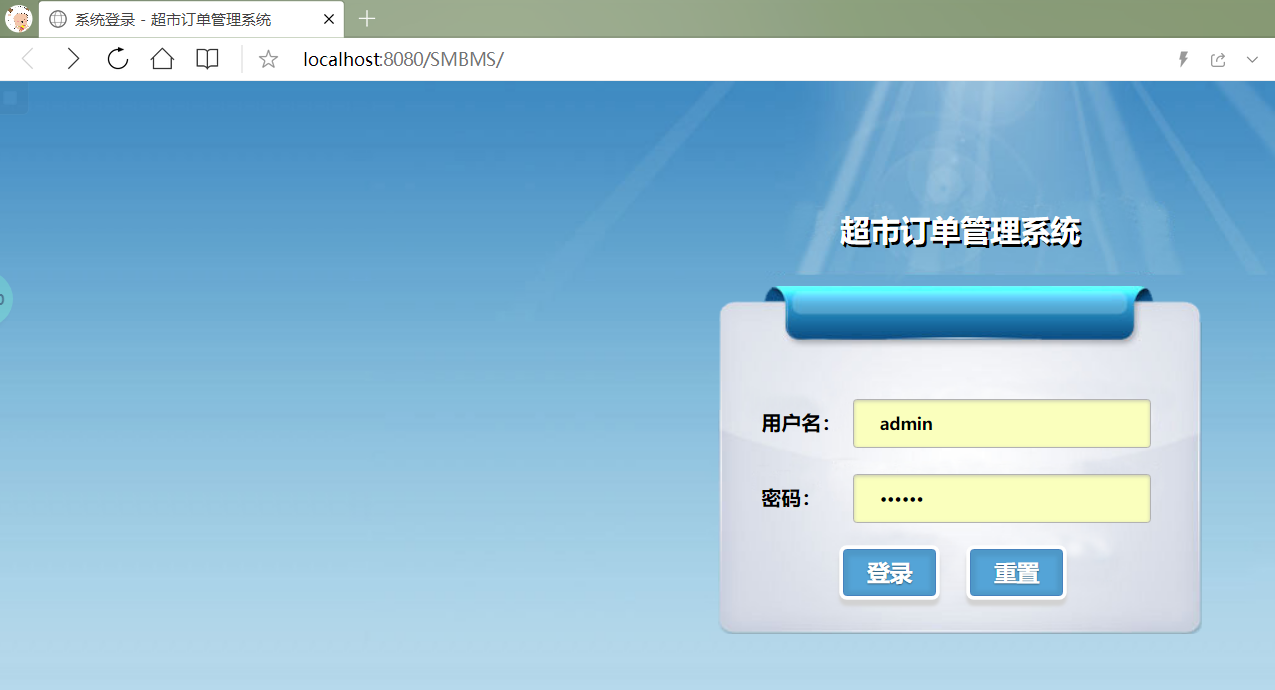 系统登录 - 超市订单管理系统
localhost:8080/SMBMS/
超市订单管理系统
用户名： admin
密码： ••••••
登录 重置